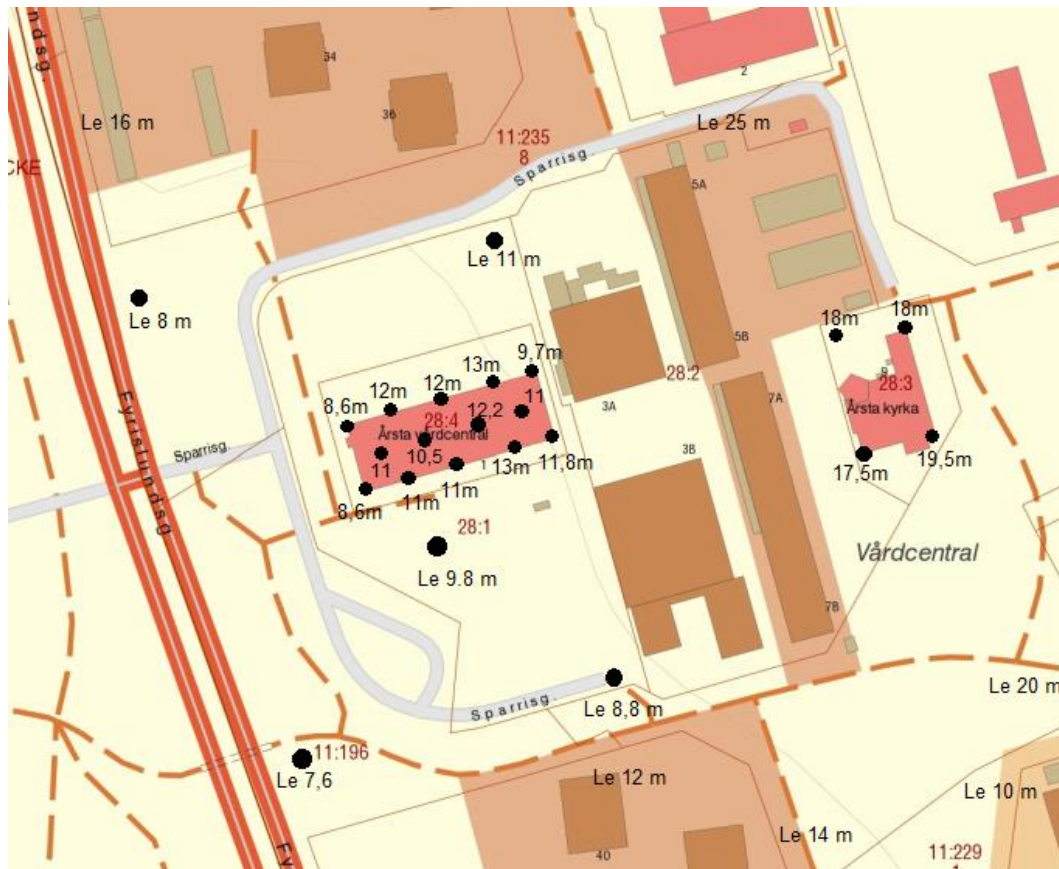 dsg.
34
2
Le 16 m
36
Le 25 m
CKE
11:235
8
Sparrisg.
5A
Le 11 m
Le 8 m
18m
18m
5B
9,7m
13m
28:2
12m
12m
8,6m
28:4
12,2
11
28:3
Årsta kyrka
7A
3A
Årsta vårdcentral
Fyrislundsg
Sparrisg
11
10,5
1
13m
11,8m
3B
17,5m
19,5m
8,6m
11m
11m
28:1
Vårdcentral
Le 9.8 m
7B
Le 20 m
Sparrisg.
Le 8,8 m
11:196
Le 7,6
Le 12 m
Le 10 m
Le 14 m
40
11:229
Fy